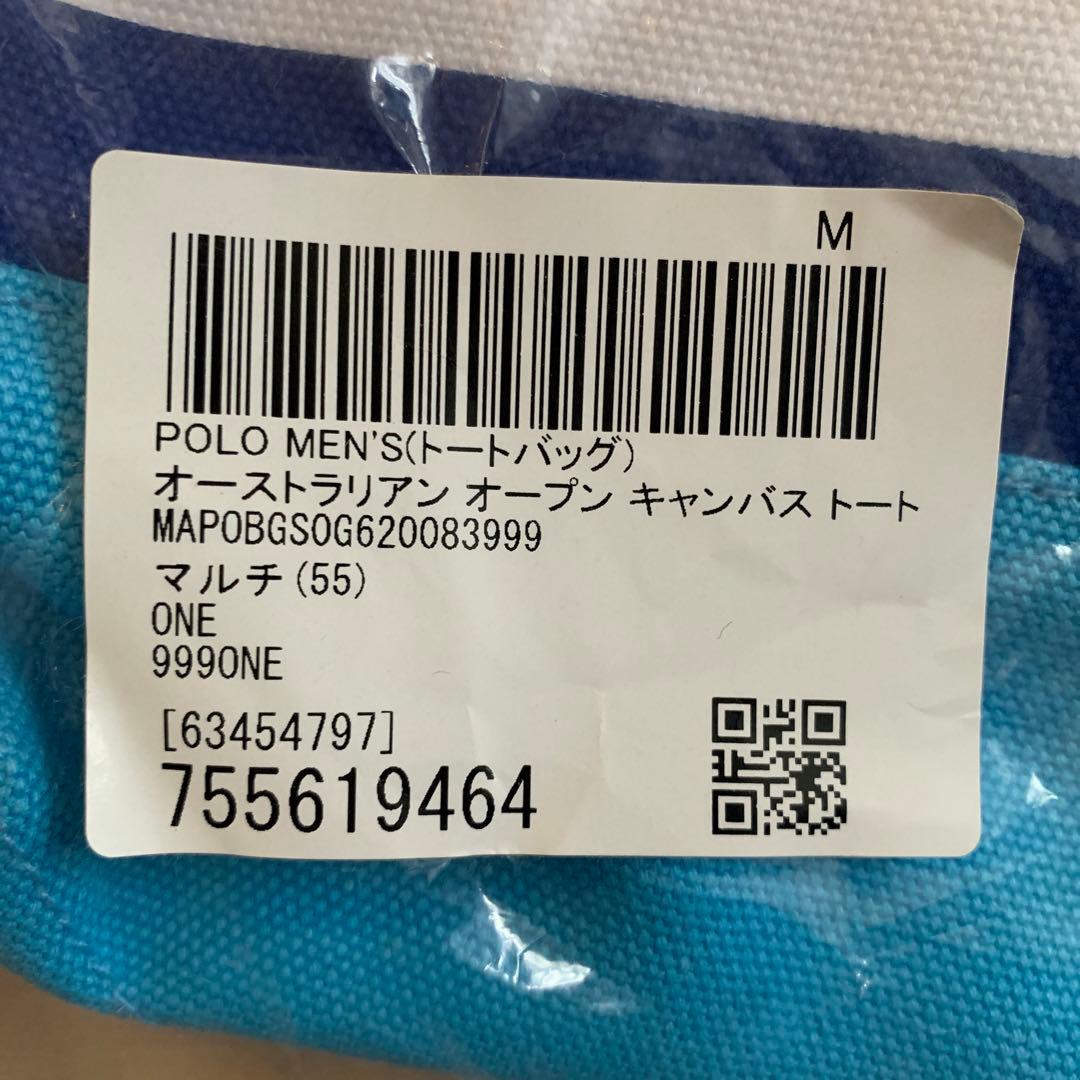 M
POLO MEN'S(トートバッグ)
オーストラリアン オープン キャンバス トート
MAPOBGS0G620083999
マルチ(55)
ONE
999ONE
[63454797]
755619464